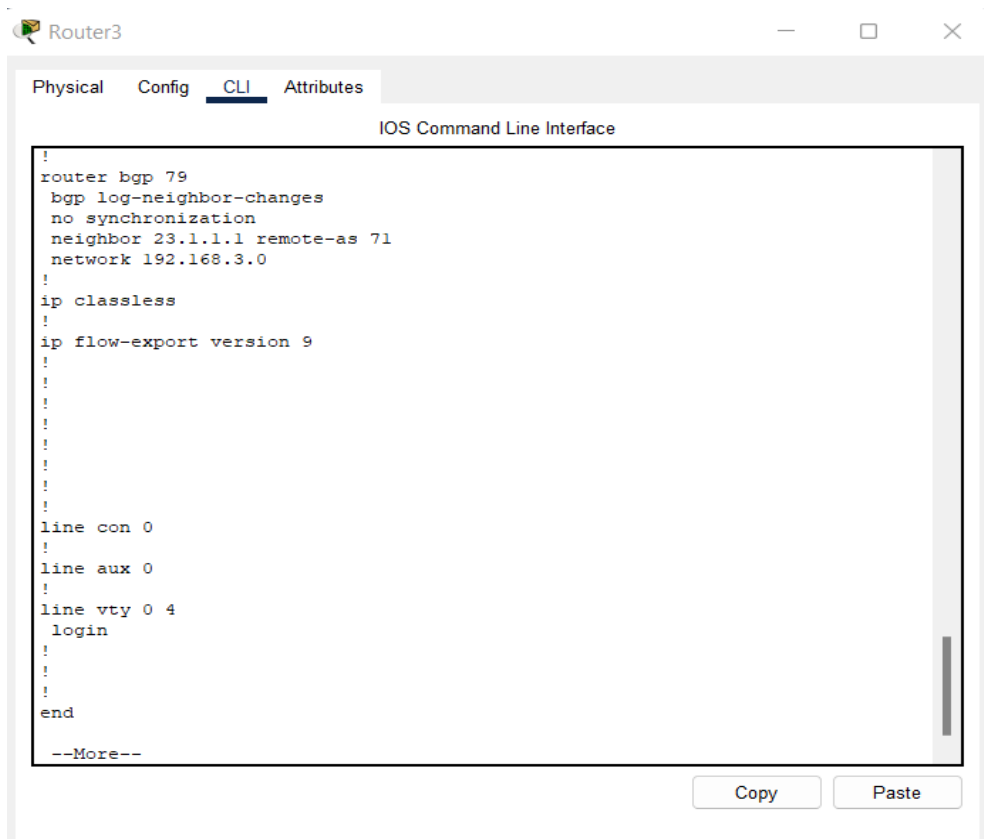 Router3
Physical Config CLI Attributes
IOS Command Line Interface
!
router bgp 79
 bgp log-neighbor-changes
 no synchronization
 neighbor 23.1.1.1 remote-as 71
 network 192.168.3.0
!
ip classless
!
ip flow-export version 9
!
!
!
!
!
!
!
!
line con 0
!
line aux 0
!
line vty 0 4
 login
!
!
!
end

 --More--
Copy Paste